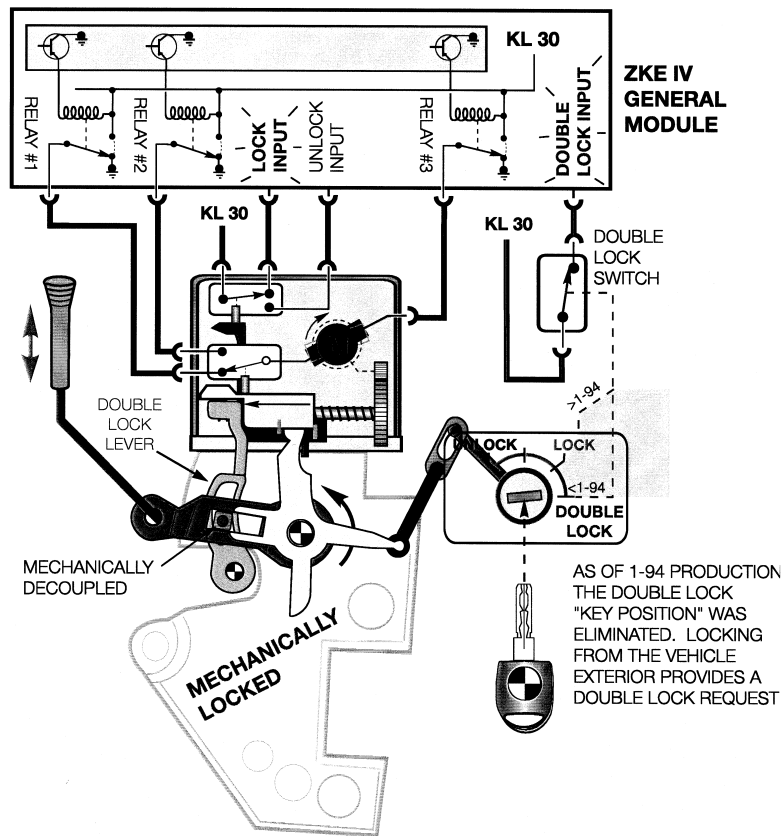 KL 30
ZKE IV
GENERAL
MODULE
RELAY #1
RELAY #2
LOCK
INPUT
UNLOCK
INPUT
RELAY #3
DOUBLE
LOCK INPUT
KL 30
KL 30
DOUBLE
LOCK
SWITCH
DOUBLE
LOCK
LEVER
>1-94
UNLOCK
LOCK
<1-94
DOUBLE
LOCK
MECHANICALLY
DECOUPLED
MECHANICALLY
LOCKED
AS OF 1-94 PRODUCTION
THE DOUBLE LOCK
"KEY POSITION" WAS
ELIMINATED. LOCKING
FROM THE VEHICLE
EXTERIOR PROVIDES A
DOUBLE LOCK REQUEST